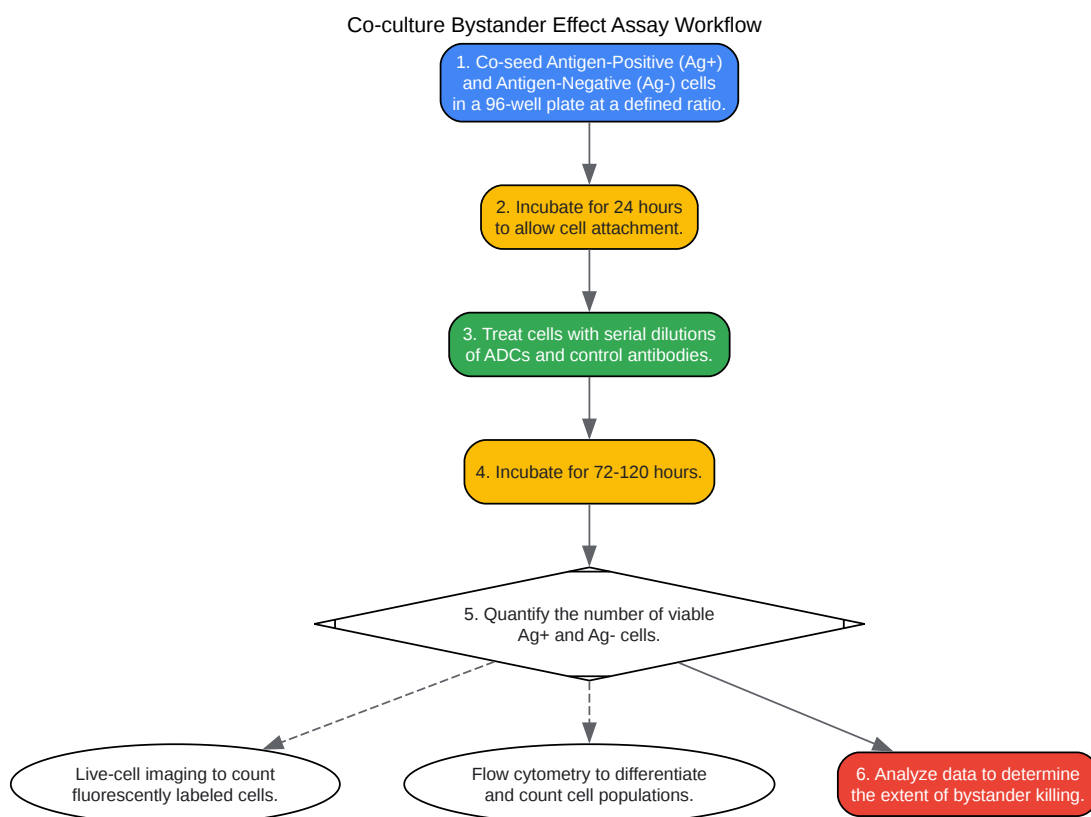 Co-culture Bystander Effect Assay Workflow
1. Co-seed Antigen-Positive (Ag+)
and Antigen-Negative (Ag-) cells
in a 96-well plate at a defined ratio.
2. Incubate for 24 hours
to allow cell attachment.
3. Treat cells with serial dilutions
of ADCs and control antibodies.
4. Incubate for 72-120 hours.
5. Quantify the number of viable
Ag+ and Ag- cells.
Live-cell imaging to count
fluorescently labeled cells.
Flow cytometry to differentiate
and count cell populations.
6. Analyze data to determine
the extent of bystander killing.